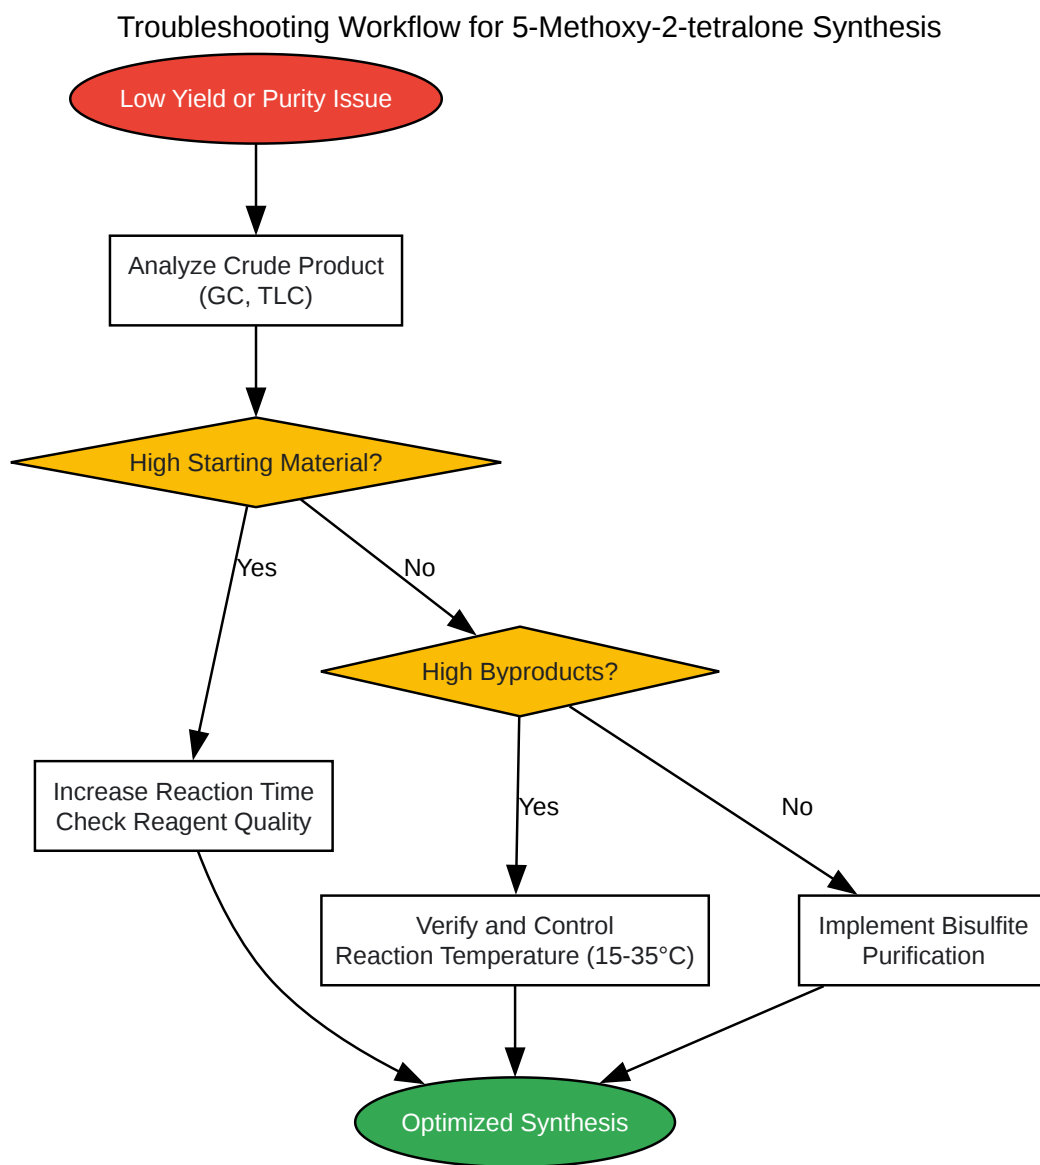 Troubleshooting Workflow for 5-Methoxy-2-tetralone Synthesis
Low Yield or Purity Issue
Analyze Crude Product
(GC, TLC)
High Starting Material?
Yes
No
High Byproducts?
Increase Reaction Time
Check Reagent Quality
Yes
No
Verify and Control
Reaction Temperature (15-35°C)
Implement Bisulfite
Purification
Optimized Synthesis